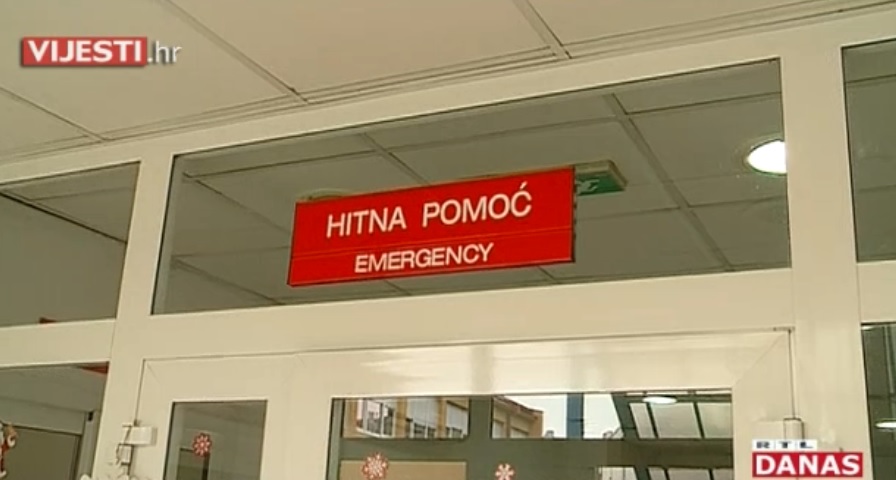 VIJESTI.hr
HITNA POMOĆ
EMERGENCY
RTL
DANAS